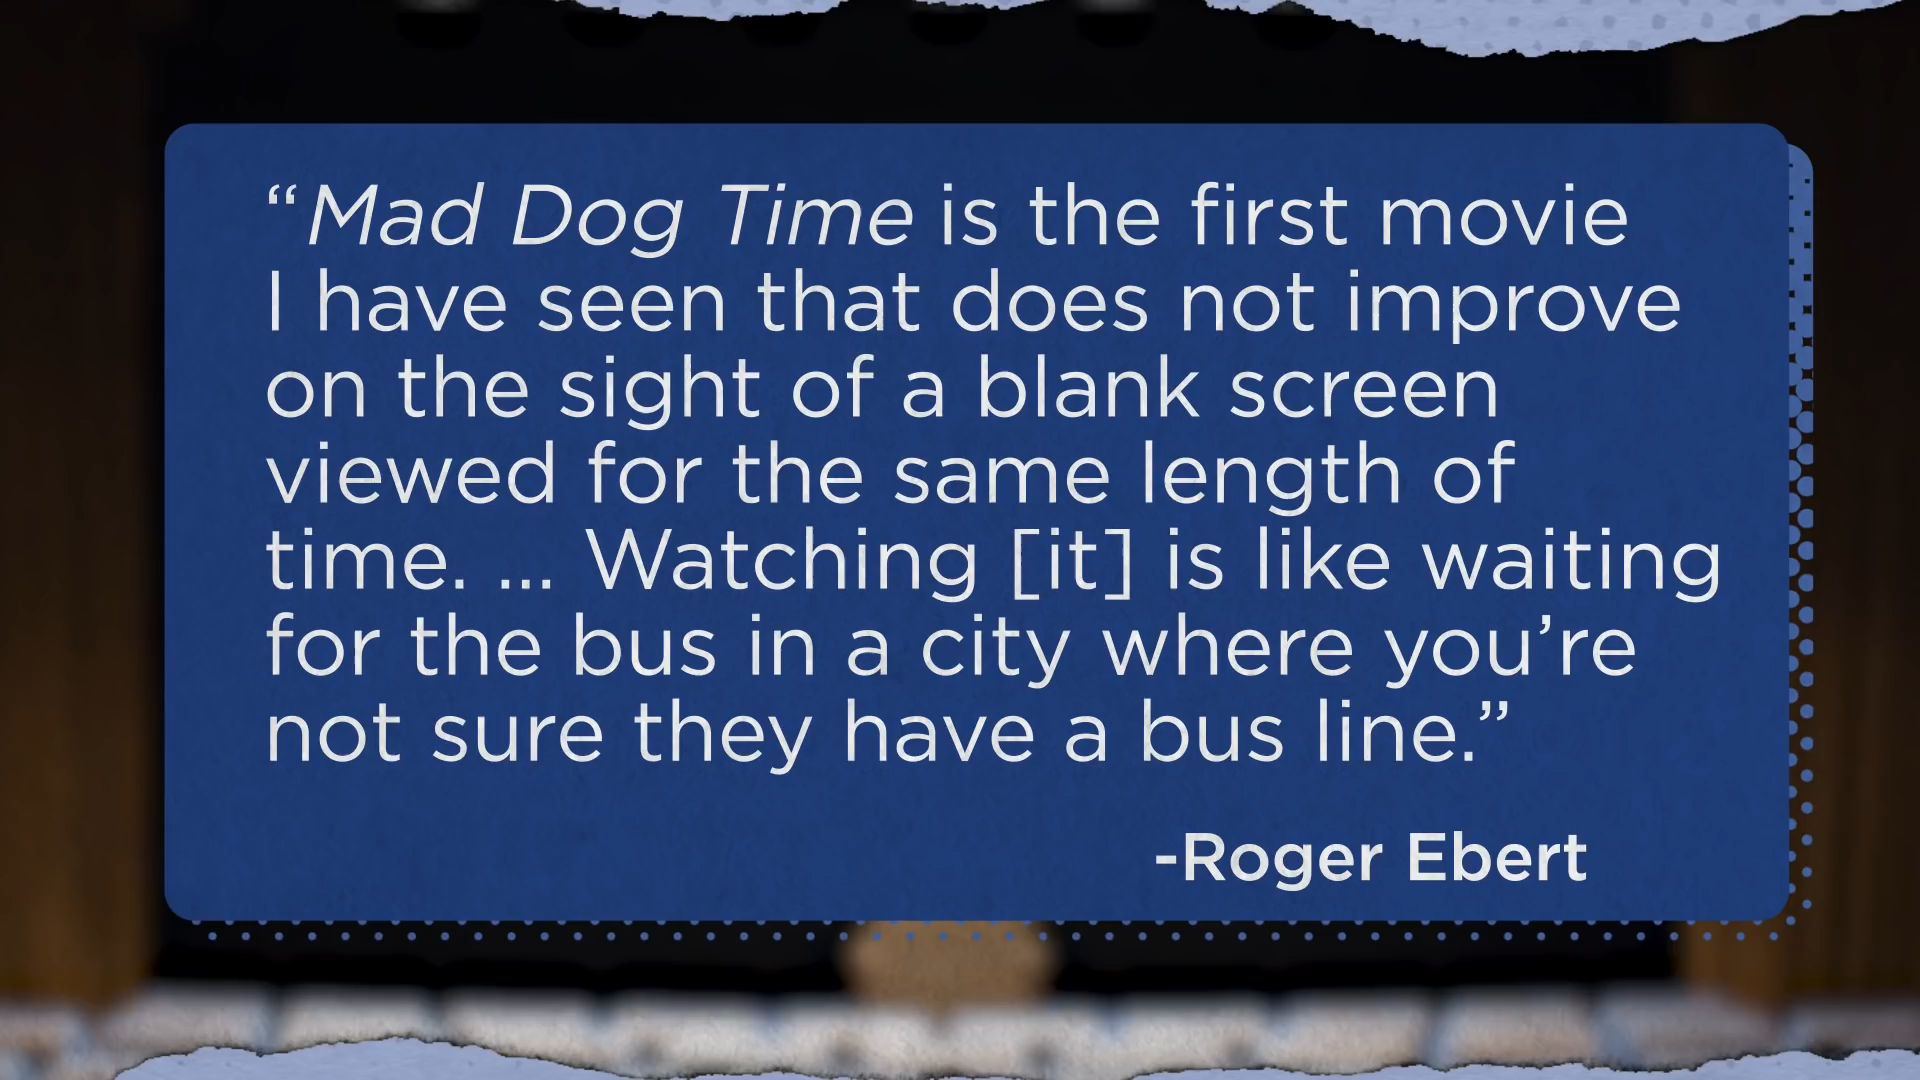 “Mad Dog Time is the first movie
I have seen that does not improve
on the sight of a blank screen
viewed for the same length of
time. ... Watching [it] is like waiting
for the bus in a city where you’re
not sure they have a bus line.”
-Roger Ebert